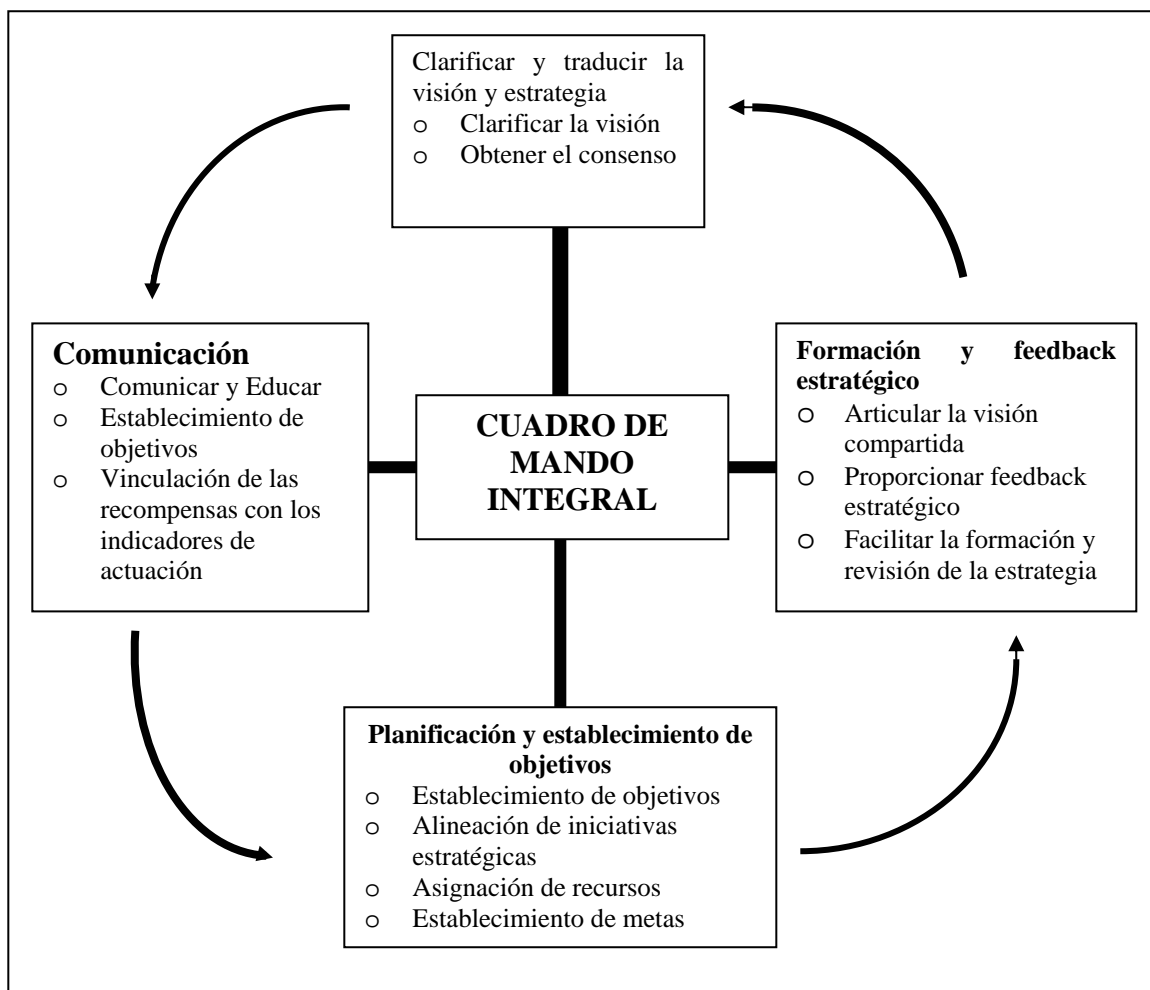 Clarificar y traducir la
visión y estrategia
o Clarificar la visión
o Obtener el consenso
Comunicación
o Comunicar y Educar
o Establecimiento de
objetivos
o Vinculación de las
recompensas con los
indicadores de
actuación
CUADRO DE
MANDO
INTEGRAL
Formación y feedback
estratégico
o Articular la visión
compartida
o Proporcionar feedback
estratégico
o Facilitar la formación y
revisión de la estrategia
Planificación y establecimiento de
objetivos
o Establecimiento de objetivos
o Alineación de iniciativas
estratégicas
o Asignación de recursos
o Establecimiento de metas